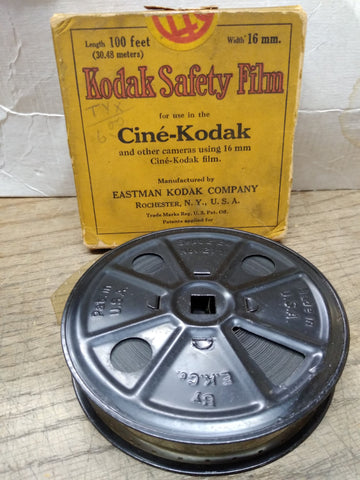 Length 100 feet
(30.48 meters)
Width 16 mm.
Kodak Safety Film
for use in the
Ciné-Kodak
and other cameras using 16 mm
Ciné-Kodak film.
Manufactured by
EASTMAN KODAK COMPANY
ROCHESTER, N. Y., U. S. A.
Trade Marks Reg. U. S. Pat. Off.
Patents applied for
PAT. IN
U.S.A.
BY
E.K.CO.